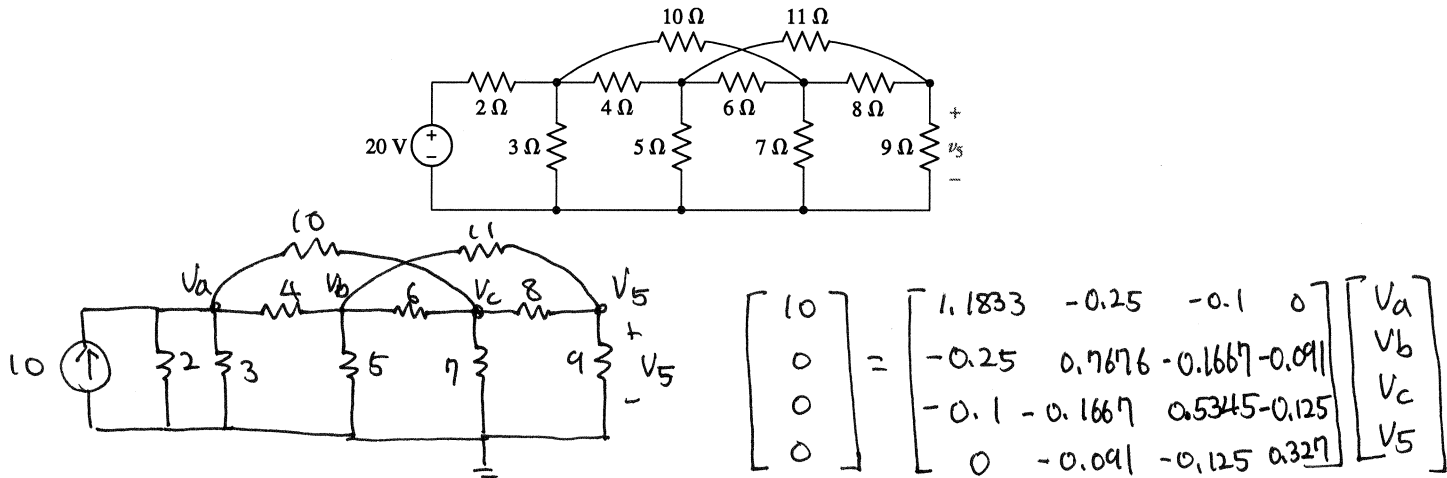 10 Ω 11 Ω
2 Ω 4 Ω 6 Ω 8 Ω
+
20 V + − 3 Ω 5 Ω 7 Ω 9 Ω v₅
−
10 11
Va 4 Vb 6 Vc 8 V5
+
10 2 3 5 7 9 V5
−
[10] = [1.1833 -0.25 -0.1 0] [Va]
[0] [-0.25 0.7676 -0.1667 -0.091] [Vb]
[0] [-0.1 -0.1667 0.5345 -0.125] [Vc]
[0] [0 -0.091 -0.125 0.327] [V5]